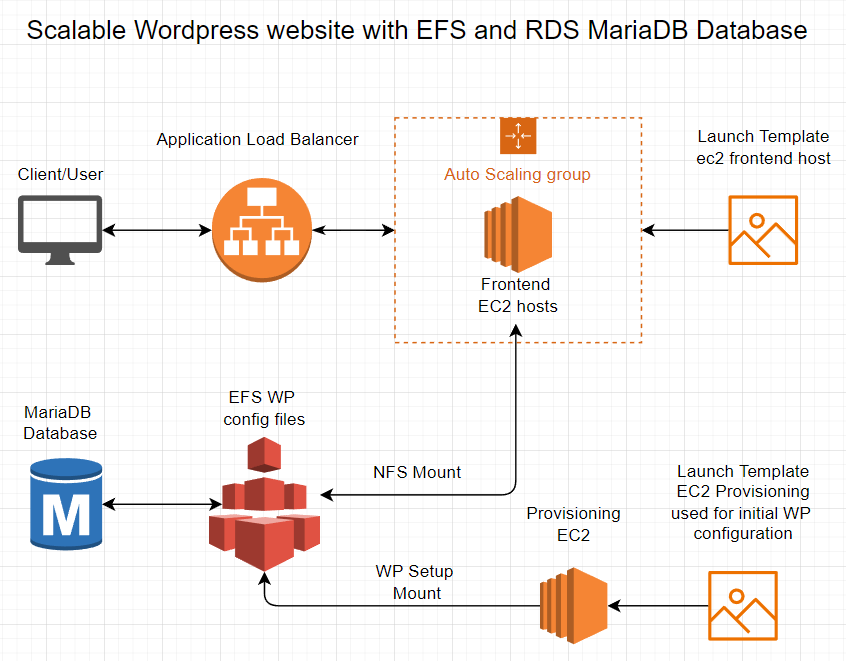 Scalable Wordpress website with EFS and RDS MariaDB Database
Application Load Balancer
Client/User
Auto Scaling group
Frontend
EC2 hosts
Launch Template
ec2 frontend host
MariaDB
Database
M
EFS WP
config files
NFS Mount
WP Setup
Mount
Provisioning
EC2
Launch Template
EC2 Provisioning
used for initial WP
configuration